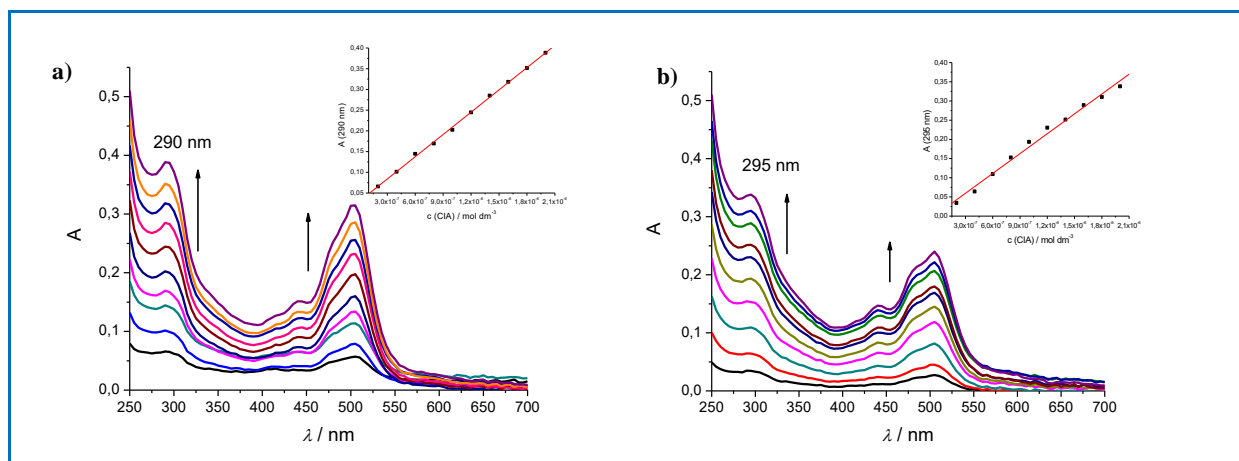 a)
A
0,5
0,4
0,3
0,2
0,1
0,0
290 nm
250 300 350 400 450 500 550 600 650 700
λ / nm
A (290 nm)
0,40
0,35
0,30
0,25
0,20
0,15
0,10
0,05
3,0x10⁻⁷ 6,0x10⁻⁷ 9,0x10⁻⁷ 1,2x10⁻⁶ 1,5x10⁻⁶ 1,8x10⁻⁶ 2,1x10⁻⁶
c (CIA) / mol dm⁻³
b)
A
0,5
0,4
0,3
0,2
0,1
0,0
295 nm
250 300 350 400 450 500 550 600 650 700
λ / nm
A (295 nm)
0,40
0,35
0,30
0,25
0,20
0,15
0,10
0,05
0,00
3,0x10⁻⁷ 6,0x10⁻⁷ 9,0x10⁻⁷ 1,2x10⁻⁶ 1,5x10⁻⁶ 1,8x10⁻⁶ 2,1x10⁻⁶
c (CIA) / mol dm⁻³